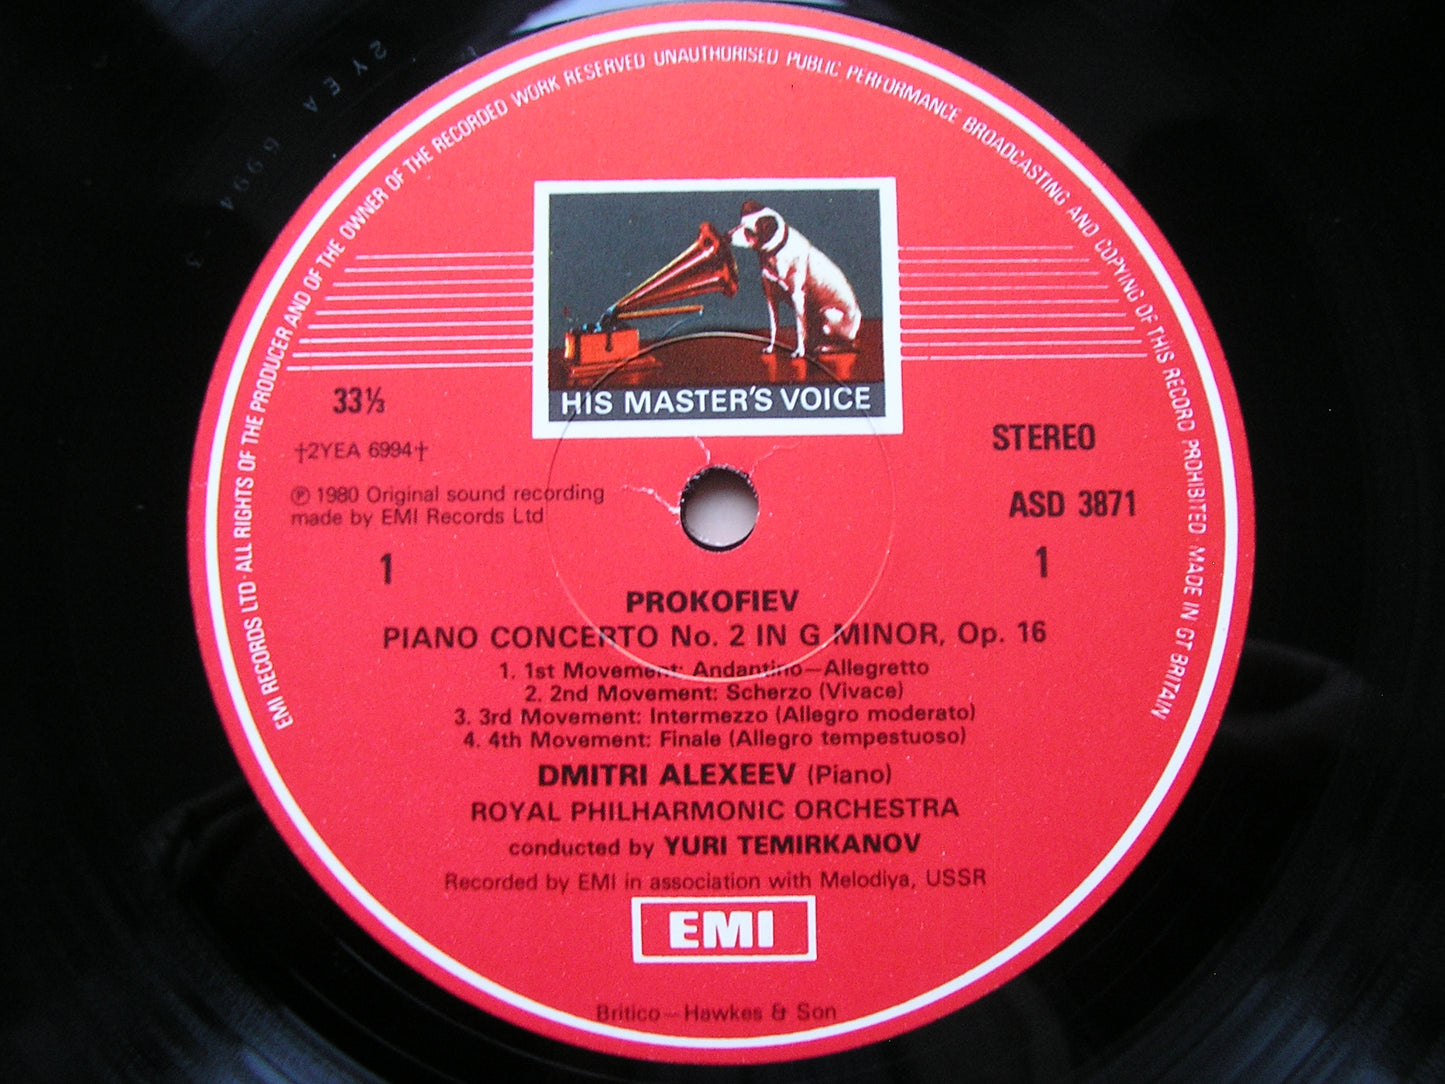 EMI RECORDS LTD · ALL RIGHTS OF THE PRODUCER AND OF THE OWNER OF THE RECORDED WORK RESERVED UNAUTHORISED PUBLIC PERFORMANCE BROADCASTING AND COPYING OF THIS RECORD PROHIBITED · MADE IN GT BRITAIN
HIS MASTER'S VOICE
33⅓
STEREO
†2YEA 6994†
℗ 1980 Original sound recording
made by EMI Records Ltd
ASD 3871
1
1
PROKOFIEV
PIANO CONCERTO No. 2 IN G MINOR, Op. 16
1. 1st Movement: Andantino—Allegretto
2. 2nd Movement: Scherzo (Vivace)
3. 3rd Movement: Intermezzo (Allegro moderato)
4. 4th Movement: Finale (Allegro tempestuoso)
DMITRI ALEXEEV (Piano)
ROYAL PHILHARMONIC ORCHESTRA
conducted by YURI TEMIRKANOV
Recorded by EMI in association with Melodiya, USSR
EMI
Britico—Hawkes & Son
2YEA 6994 3